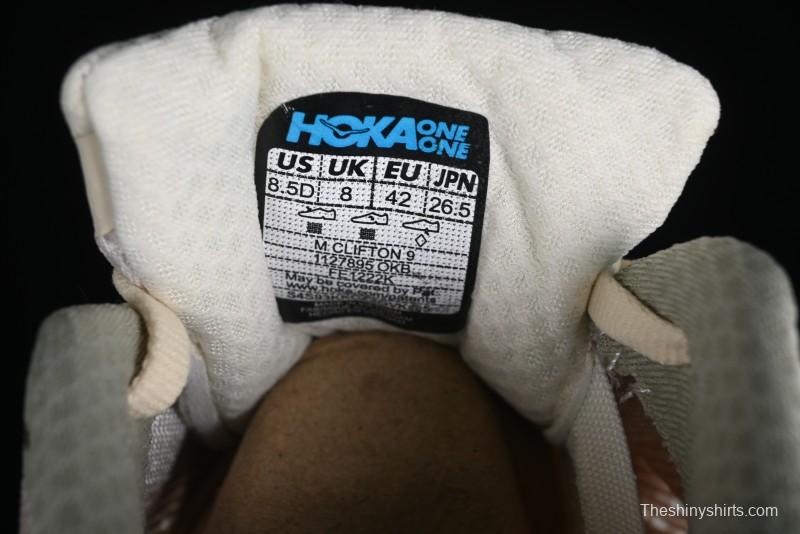 HOKA ONE ONE
US UK EU JPN
8.5D 8 42 26.5
M CLIFTON 9
1127895 OKB
FE1222K
May be covered by Pat.
Theshinyshirts.com